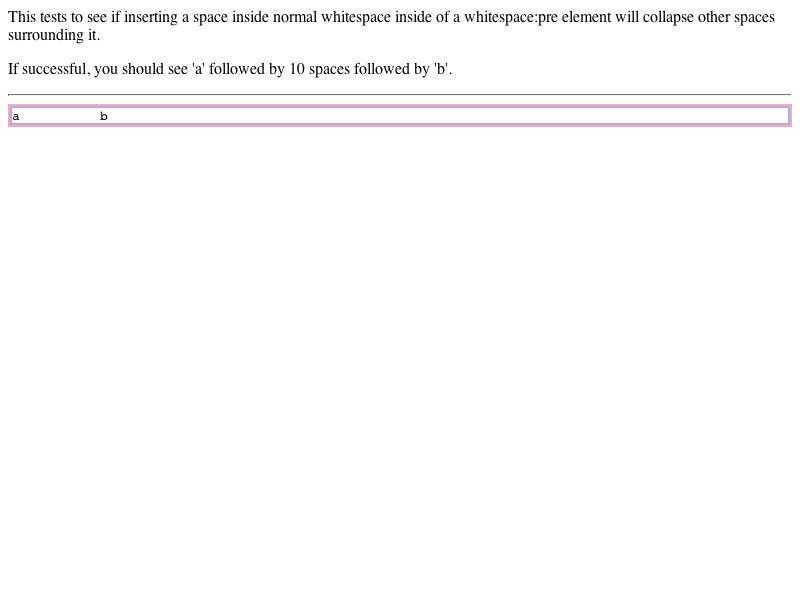 This tests to see if inserting a space inside normal whitespace inside of a whitespace:pre element will collapse other spaces
surrounding it.
If successful, you should see 'a' followed by 10 spaces followed by 'b'.
a          b